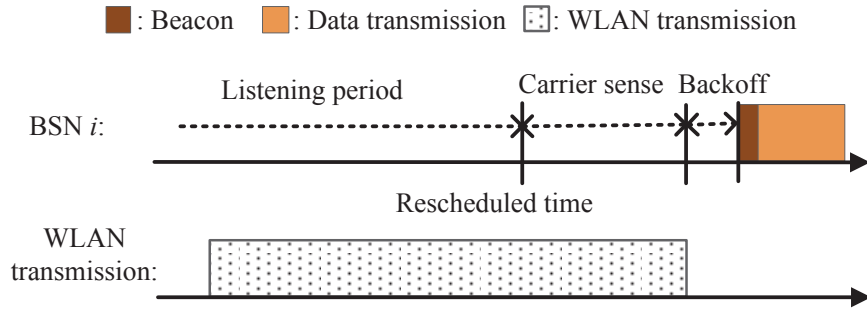 : Beacon : Data transmission : WLAN transmission
Listening period Carrier sense Backoff
BSN i:
Rescheduled time
WLAN
transmission: